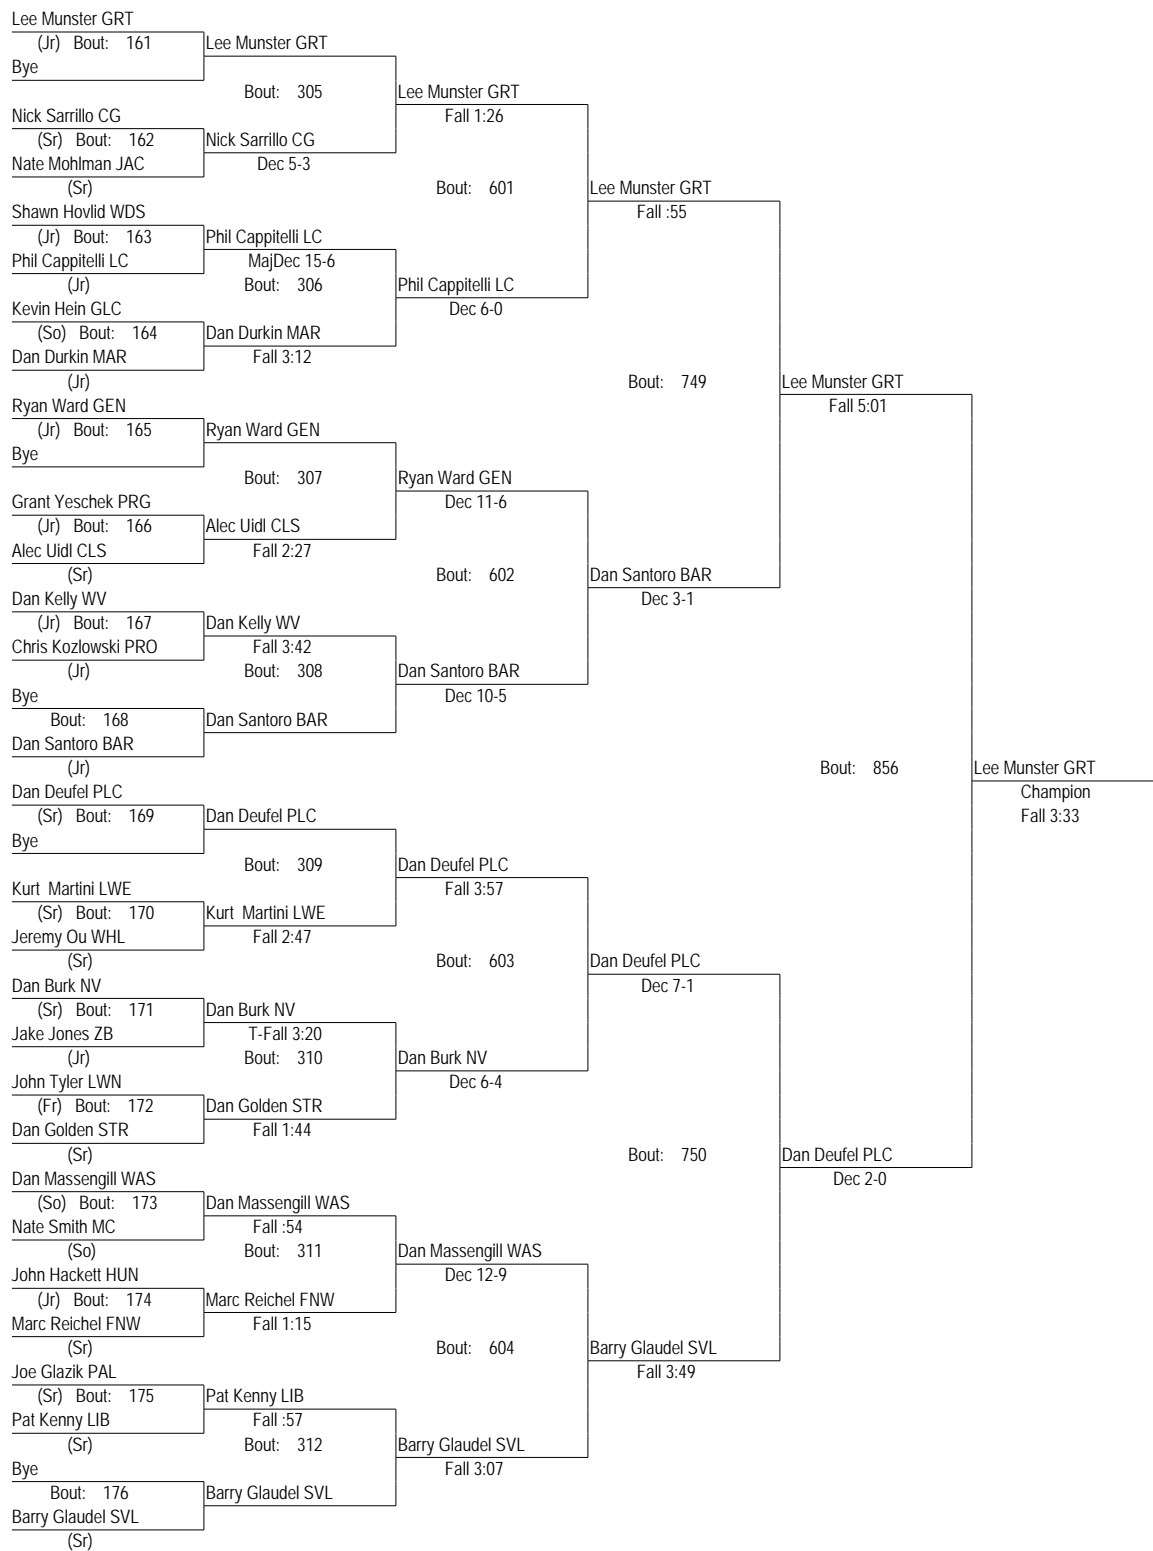 Lee Munster GRT
(Jr) Bout: 161 Lee Munster GRT
Bye
Bout: 305 Lee Munster GRT
Nick Sarrillo CG Fall 1:26
(Sr) Bout: 162 Nick Sarrillo CG
Nate Mohlman JAC Dec 5-3
(Sr) Bout: 601 Lee Munster GRT
Shawn Hovlid WDS Fall :55
(Jr) Bout: 163 Phil Cappitelli LC
Phil Cappitelli LC MajDec 15-6
(Jr) Bout: 306 Phil Cappitelli LC
Kevin Hein GLC Dec 6-0
(So) Bout: 164 Dan Durkin MAR
Dan Durkin MAR Fall 3:12
(Jr) Bout: 749 Lee Munster GRT
Ryan Ward GEN Fall 5:01
(Jr) Bout: 165 Ryan Ward GEN
Bye
Bout: 307 Ryan Ward GEN
Grant Yeschek PRG Dec 11-6
(Jr) Bout: 166 Alec Uidl CLS
Alec Uidl CLS Fall 2:27
(Sr) Bout: 602 Dan Santoro BAR
Dan Kelly WV Dec 3-1
(Jr) Bout: 167 Dan Kelly WV
Chris Kozlowski PRO Fall 3:42
(Jr) Bout: 308 Dan Santoro BAR
Bye Dec 10-5
Bout: 168 Dan Santoro BAR
Dan Santoro BAR
(Jr) Bout: 856 Lee Munster GRT
Dan Deufel PLC Champion
(Sr) Bout: 169 Dan Deufel PLC Fall 3:33
Bye
Bout: 309 Dan Deufel PLC
Kurt Martini LWE Fall 3:57
(Sr) Bout: 170 Kurt Martini LWE
Jeremy Ou WHL Fall 2:47
(Sr) Bout: 603 Dan Deufel PLC
Dan Burk NV Dec 7-1
(Sr) Bout: 171 Dan Burk NV
Jake Jones ZB T-Fall 3:20
(Jr) Bout: 310 Dan Burk NV
John Tyler LWN Dec 6-4
(Fr) Bout: 172 Dan Golden STR
Dan Golden STR Fall 1:44
(Sr) Bout: 750 Dan Deufel PLC
Dan Massengill WAS Dec 2-0
(So) Bout: 173 Dan Massengill WAS
Nate Smith MC Fall :54
(So) Bout: 311 Dan Massengill WAS
John Hackett HUN Dec 12-9
(Jr) Bout: 174 Marc Reichel FNW
Marc Reichel FNW Fall 1:15
(Sr) Bout: 604 Barry Glaudel SVL
Joe Glazik PAL Fall 3:49
(Sr) Bout: 175 Pat Kenny LIB
Pat Kenny LIB Fall :57
(Sr) Bout: 312 Barry Glaudel SVL
Bye Fall 3:07
Bout: 176 Barry Glaudel SVL
Barry Glaudel SVL
(Sr)